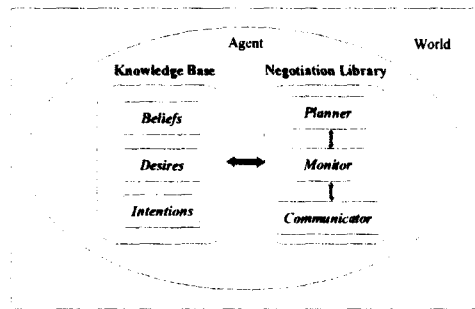 Agent World
Knowledge Base Negotiation Library
Beliefs Planner
Desires Monitor
Intentions Communicator